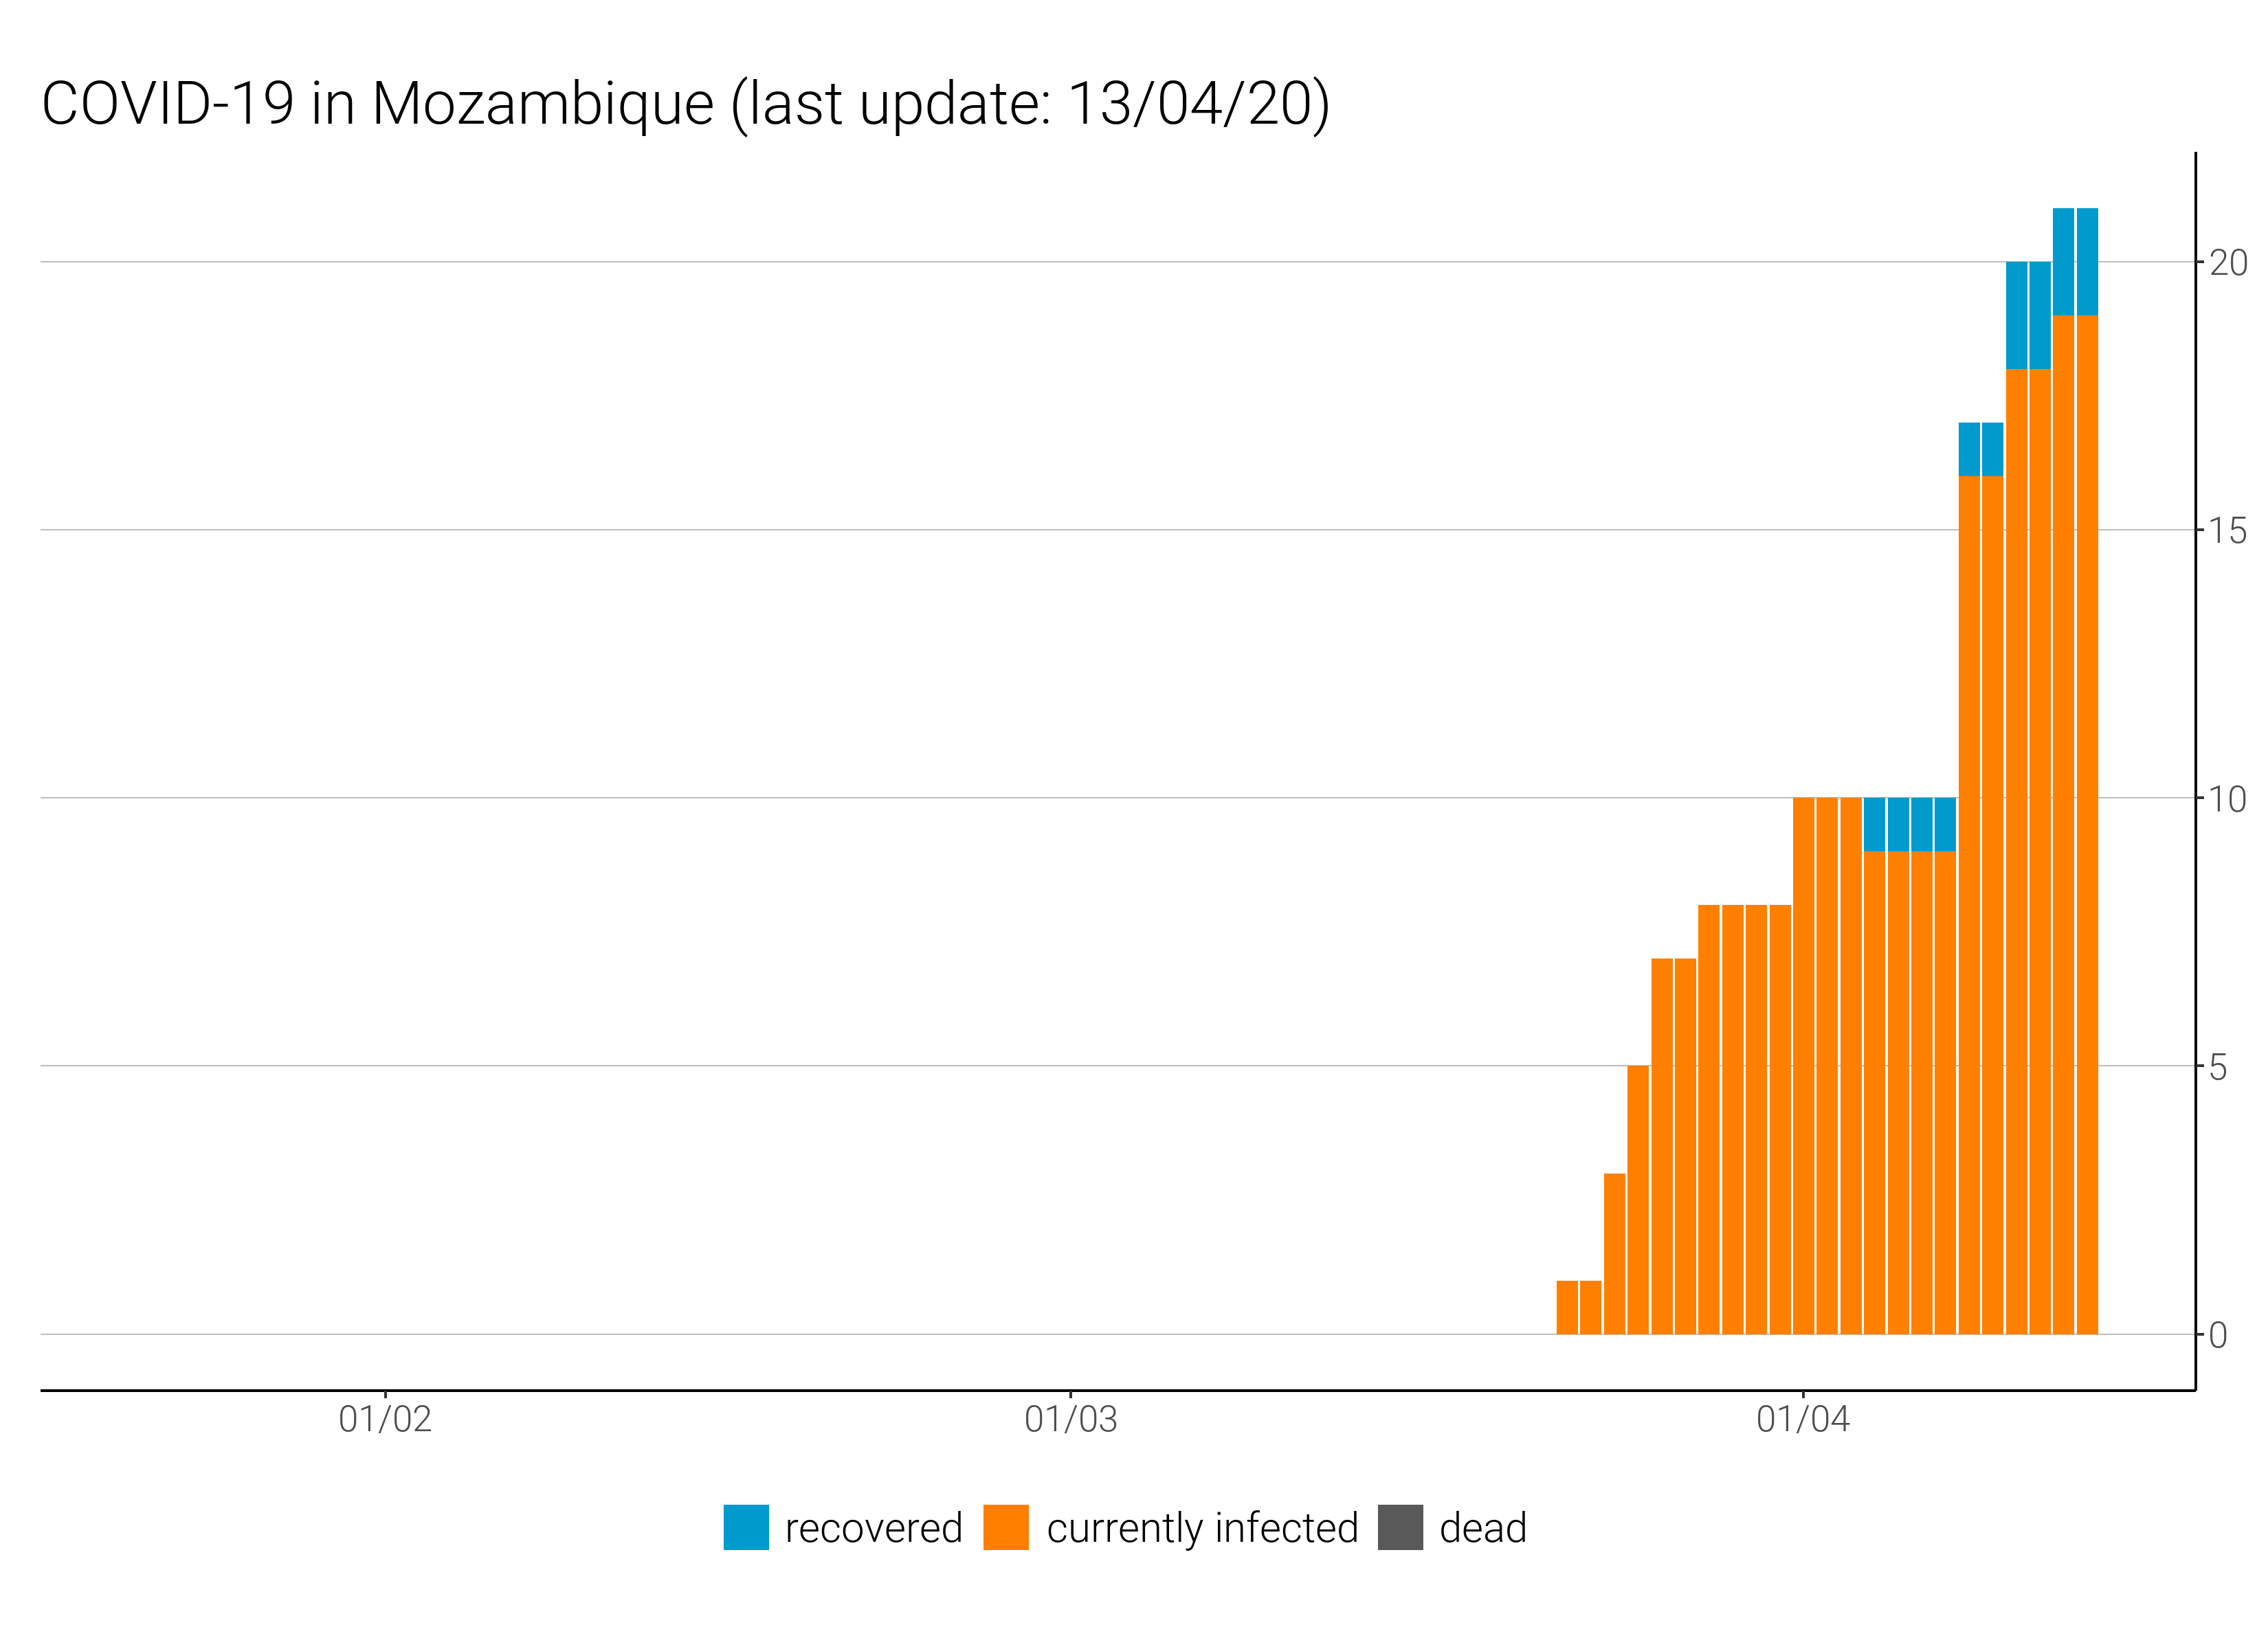 COVID-19 in Mozambique (last update: 13/04/20)
20
15
10
5
0
01/02 01/03 01/04
recovered currently infected dead